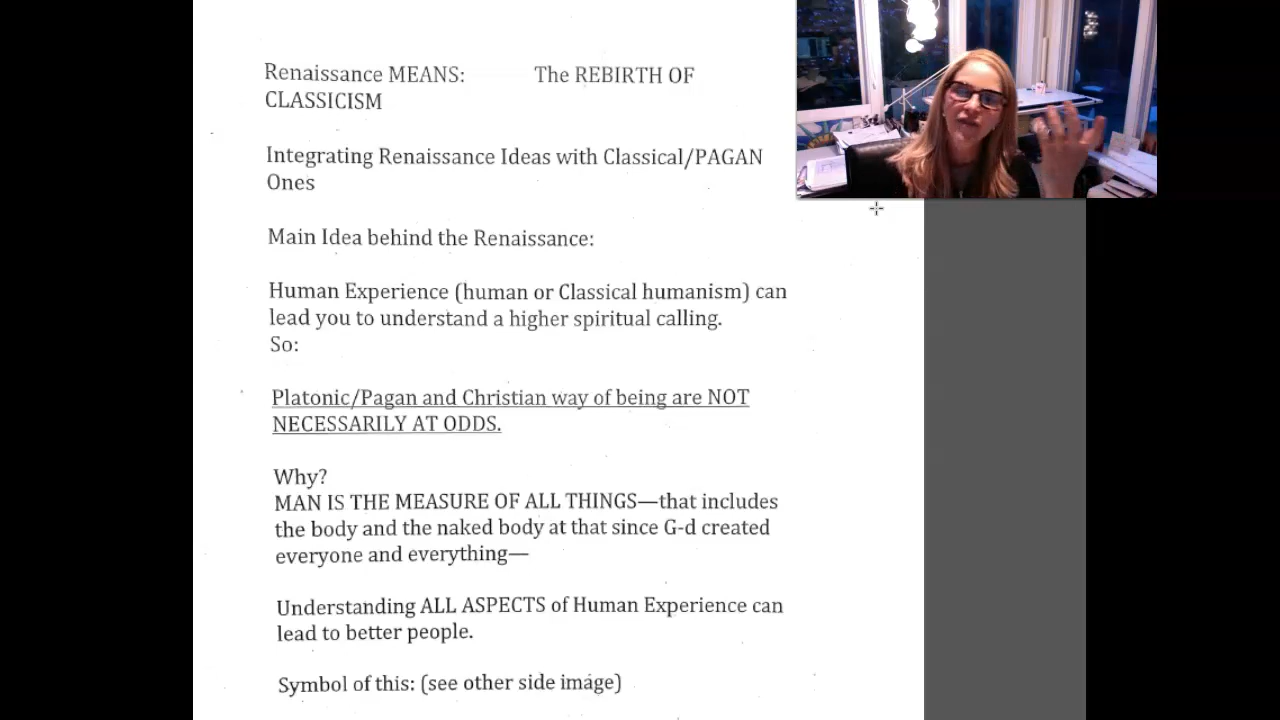 Renaissance MEANS: The REBIRTH OF
CLASSICISM
Integrating Renaissance Ideas with Classical/PAGAN
Ones
Main Idea behind the Renaissance:
Human Experience (human or Classical humanism) can
lead you to understand a higher spiritual calling.
So:
Platonic/Pagan and Christian way of being are NOT
NECESSARILY AT ODDS.
Why?
MAN IS THE MEASURE OF ALL THINGS—that includes
the body and the naked body at that since G-d created
everyone and everything—
Understanding ALL ASPECTS of Human Experience can
lead to better people.
Symbol of this: (see other side image)